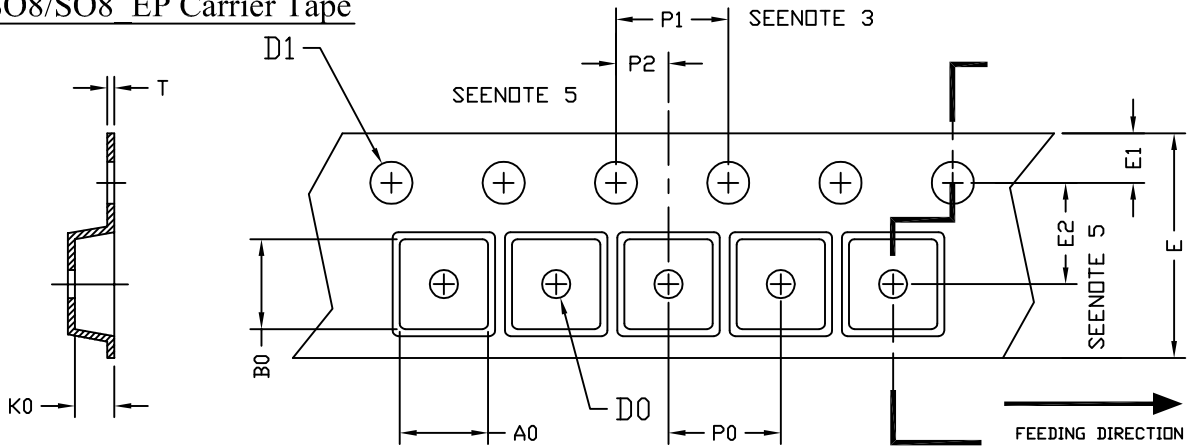 SO8/SO8_EP Carrier Tape
P1
SEENOTE 3
D1
P2
T
SEENOTE 5
E1
E2
E
SEENOTE 5
B0
K0
A0
D0
P0
FEEDING DIRECTION